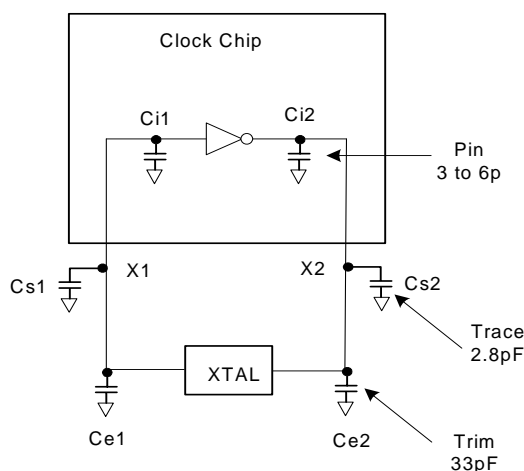 Clock Chip
Ci1
Ci2
Pin
3 to 6p
Cs1
X1
X2
Cs2
Trace
2.8pF
XTAL
Ce1
Ce2
Trim
33pF